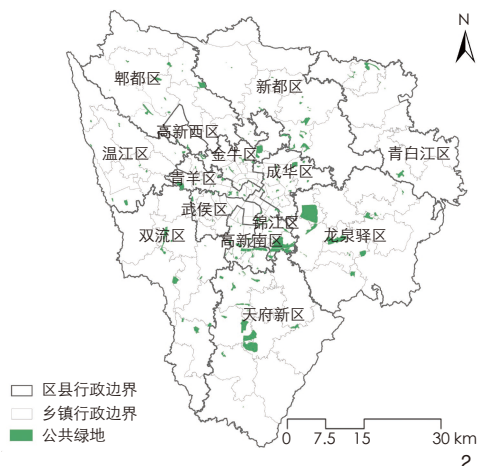 N
郫都区
新都区
高新西区
金牛区
青白江区
温江区
成华区
青羊区
武侯区
锦江区
双流区
高新南区
龙泉驿区
天府新区
区县行政边界
乡镇行政边界
公共绿地
0 7.5 15 30 km
2